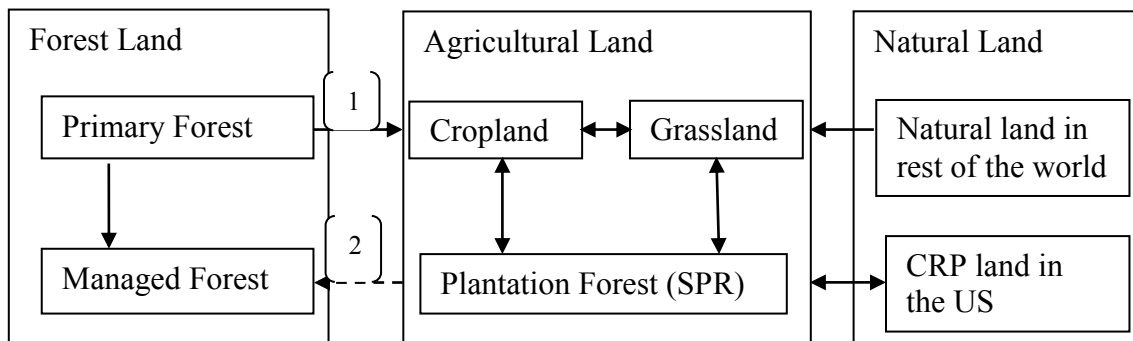 Forest Land
Primary Forest
Managed Forest
1
2
Agricultural Land
Cropland
Grassland
Plantation Forest (SPR)
Natural Land
Natural land in
rest of the world
CRP land in
the US